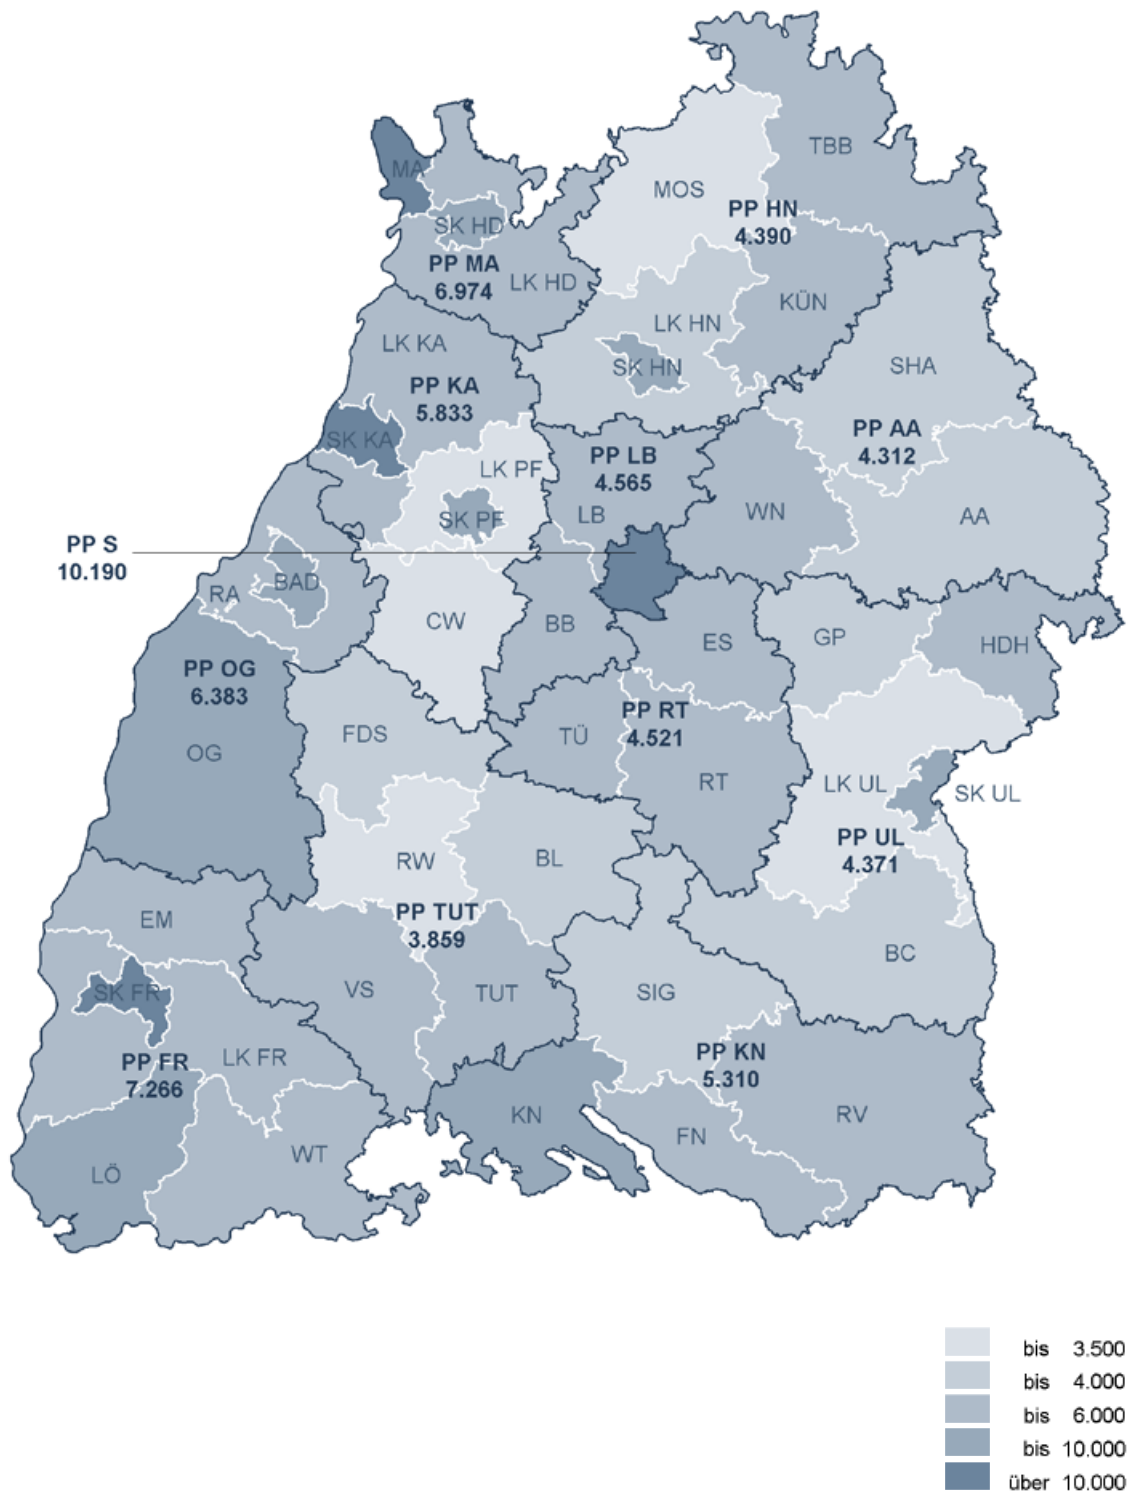 TBB
MA
MOS
SK HD
PP HN
4.390
PP MA
6.974
LK HD
KÜN
LK HN
LK KA
SK HN
SHA
PP KA
5.833
SK KA
PP AA
4.312
PP LB
4.565
LK PF
SK PF
LB
WN
AA
PP S
10.190
RA
BAD
CW
BB
ES
GP
HDH
PP OG
6.383
OG
FDS
TÜ
PP RT
4.521
RT
LK UL
SK UL
PP UL
4.371
RW
BL
EM
PP TUT
3.859
BC
SK FR
VS
TUT
SIG
PP FR
7.266
LK FR
PP KN
5.310
KN
FN
RV
LÖ
WT
bis 3.500
bis 4.000
bis 6.000
bis 10.000
über 10.000